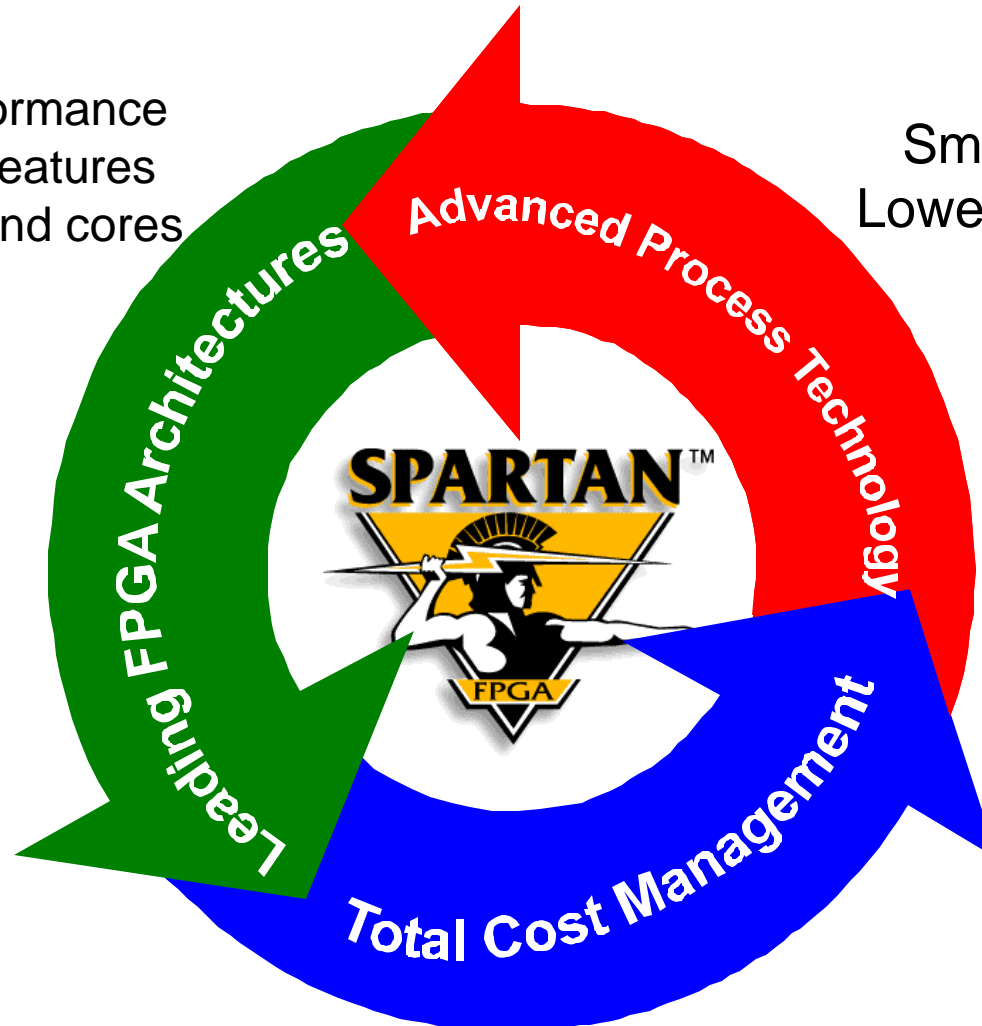 ormance
eatures
nd cores
Sm
Lowe
Advanced Process Technology
Leading FPGA Architectures
SPARTAN™
FPGA
Total Cost Management